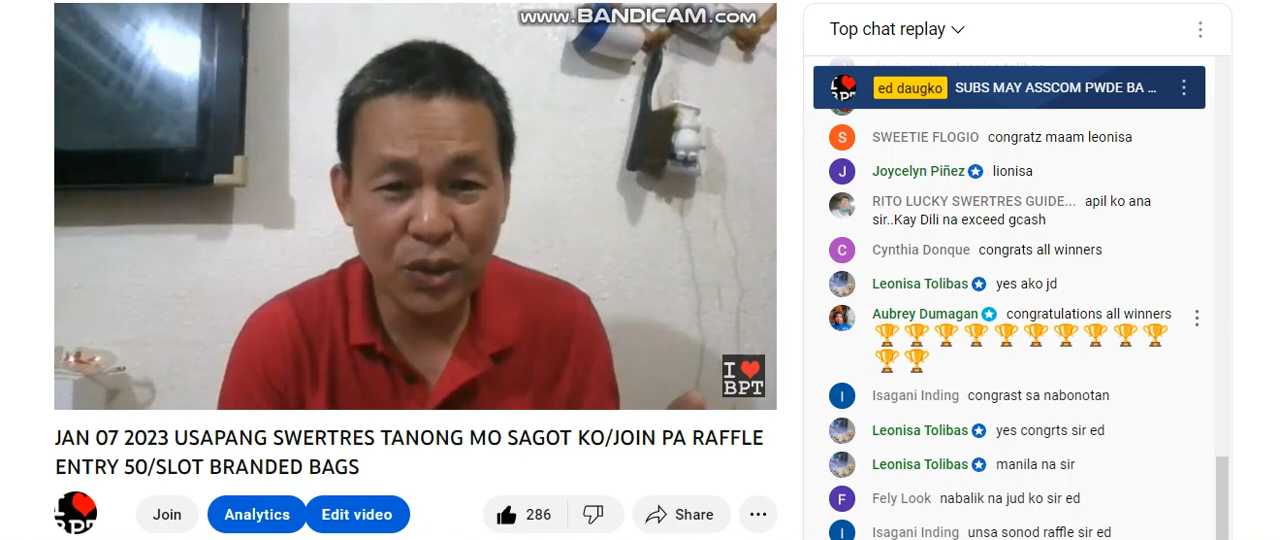 www.BANDICAM.com
I
BPT
JAN 07 2023 USAPANG SWERTRES TANONG MO SAGOT KO/JOIN PA RAFFLE
ENTRY 50/SLOT BRANDED BAGS
Join
Analytics
Edit video
286
Share
Top chat replay
ed daugko SUBS MAY ASSCOM PWDE BA ...
S SWEETIE FLOGIO congratz maam leonisa
J Joycelyn Piñez lionisa
RITO LUCKY SWERTRES GUIDE... apil ko ana
sir..Kay Dili na exceed gcash
C Cynthia Donque congrats all winners
Leonisa Tolibas yes ako jd
Aubrey Dumagan congratulations all winners
I Isagani Inding congrast sa nabonotan
Leonisa Tolibas yes congrts sir ed
Leonisa Tolibas manila na sir
F Fely Look nabalik na jud ko sir ed
I Isagani Inding unsa sonod raffle sir ed